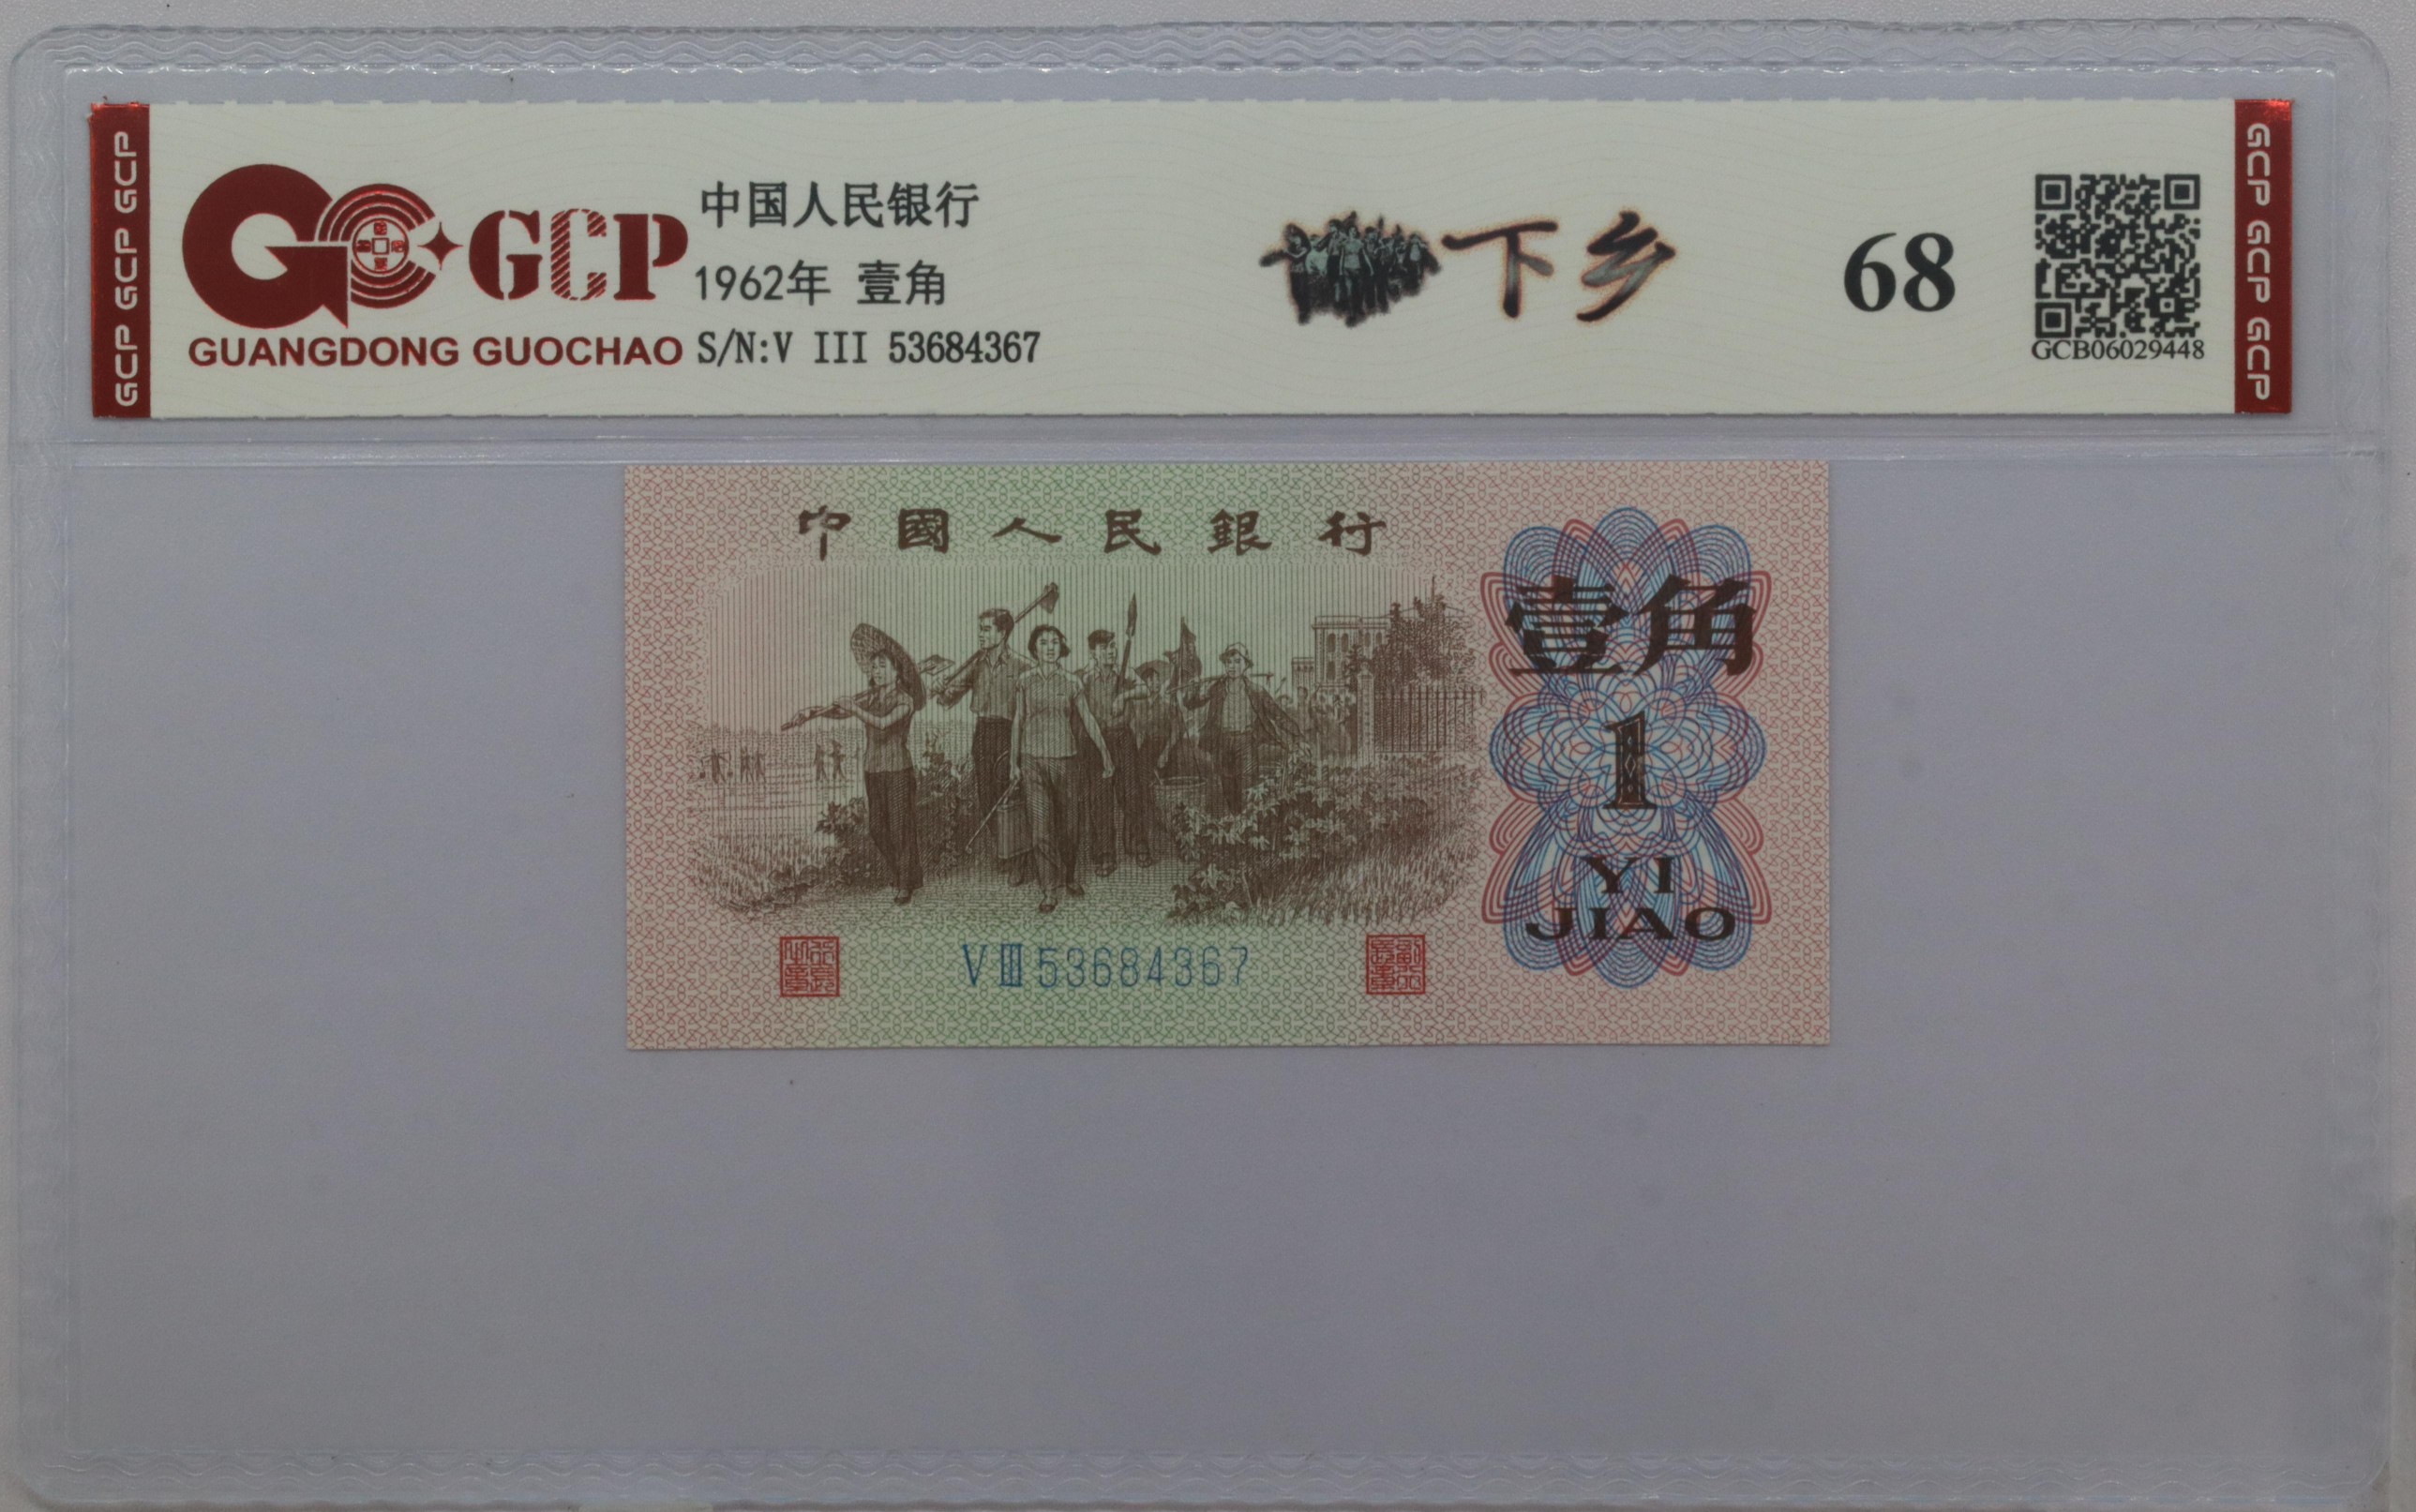 GCP GCP GCP
GCP
GUANGDONG GUOCHAO
中国人民银行
1962年 壹角
S/N:V III 53684367
下乡
68
GCB06029448
GCP GCP GCP
中國人民銀行
壹角
1
YI
JIAO
V III 53684367